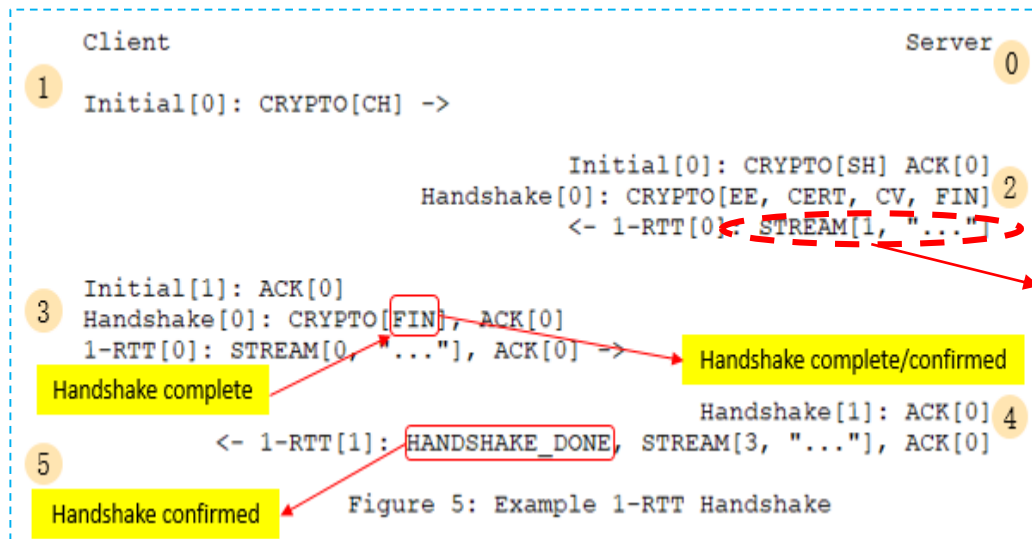 Client Server
0
1
Initial[0]: CRYPTO[CH] ->
Initial[0]: CRYPTO[SH] ACK[0]
Handshake[0]: CRYPTO[EE, CERT, CV, FIN]
2
<- 1-RTT[0]: STREAM[1, "..."]
Initial[1]: ACK[0]
3
Handshake[0]: CRYPTO[FIN], ACK[0]
1-RTT[0]: STREAM[0, "..."], ACK[0] ->
Handshake complete/confirmed
Handshake complete
Handshake[1]: ACK[0]
4
<- 1-RTT[1]: HANDSHAKE_DONE, STREAM[3, "..."], ACK[0]
5
Handshake confirmed
Figure 5: Example 1-RTT Handshake